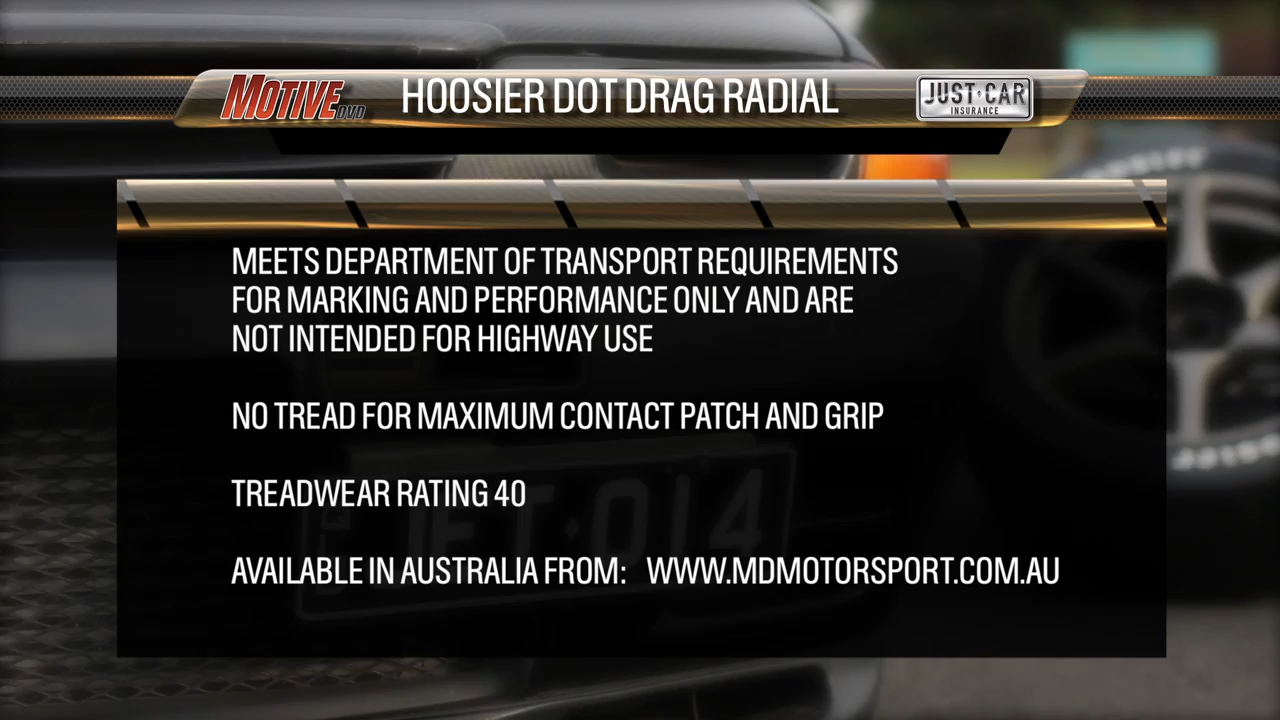 MOTIVE DVD
HOOSIER DOT DRAG RADIAL
JUST CAR
INSURANCE
MEETS DEPARTMENT OF TRANSPORT REQUIREMENTS
FOR MARKING AND PERFORMANCE ONLY AND ARE
NOT INTENDED FOR HIGHWAY USE
NO TREAD FOR MAXIMUM CONTACT PATCH AND GRIP
TREADWEAR RATING 40
AVAILABLE IN AUSTRALIA FROM: WWW.MDMOTORSPORT.COM.AU